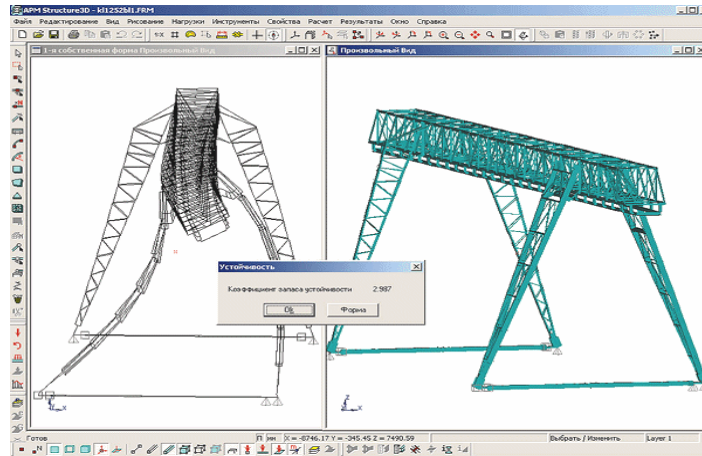 APM Structure3D - kl12S2bl1.FRM
Файл Редактирование Вид Рисование Нагрузки Инструменты Свойства Расчет Результаты Окно Справка
1-я собственная форма Произвольный Вид
Произвольный Вид
Устойчивость
Коэффициент запаса устойчивости 2.987
Ok
Форма
Z
X
Z
X
Готов
П мм X = -8746.17 Y = -345.45 Z = 7490.59
Выбрать / Изменить
Layer 1